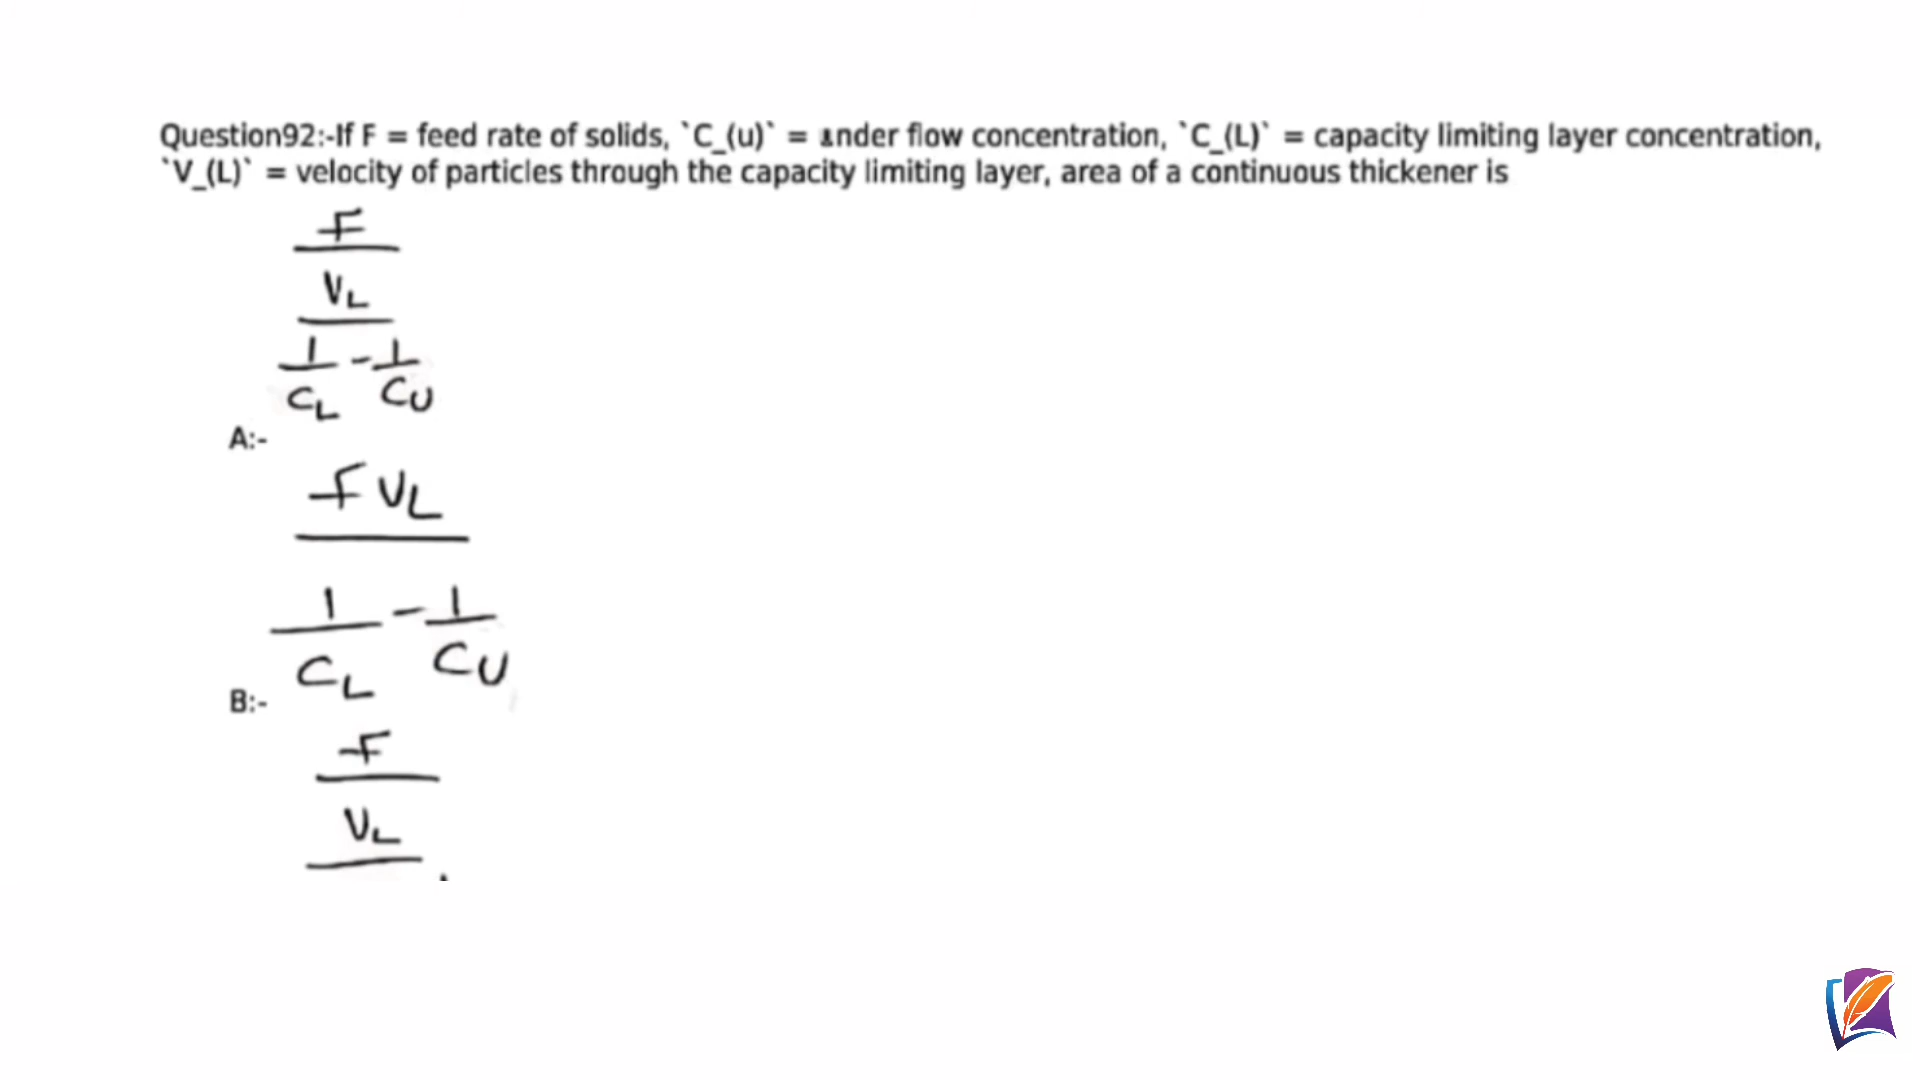 Question92:-If F = feed rate of solids, `C_(u)` = under flow concentration, `C_(L)` = capacity limiting layer concentration,
`V_(L)` = velocity of particles through the capacity limiting layer, area of a continuous thickener is
F
VL
1 - 1
CL CU
A:-
F VL
1 - 1
CL CU
B:-
F
VL